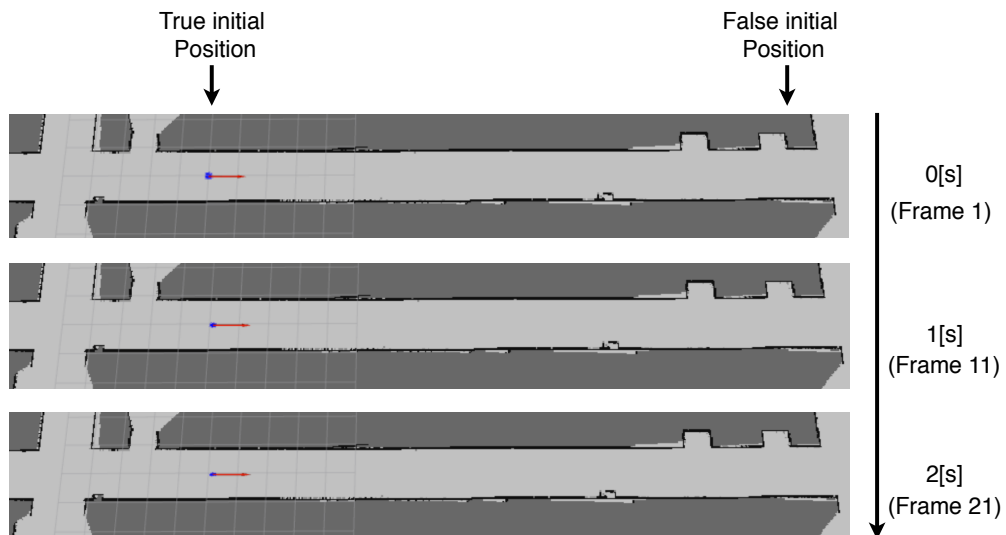 True initial
Position
False initial
Position
0[s]
(Frame 1)
1[s]
(Frame 11)
2[s]
(Frame 21)